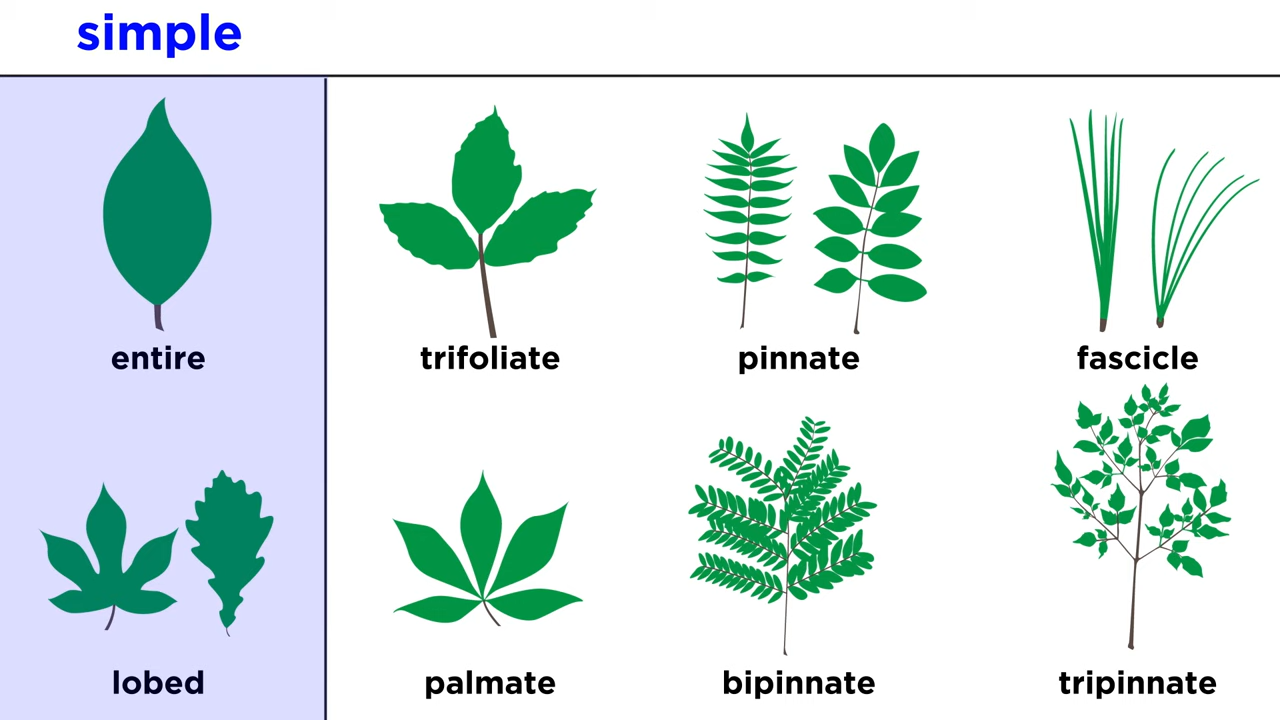 simple
entire
trifoliate
pinnate
fascicle
lobed
palmate
bipinnate
tripinnate